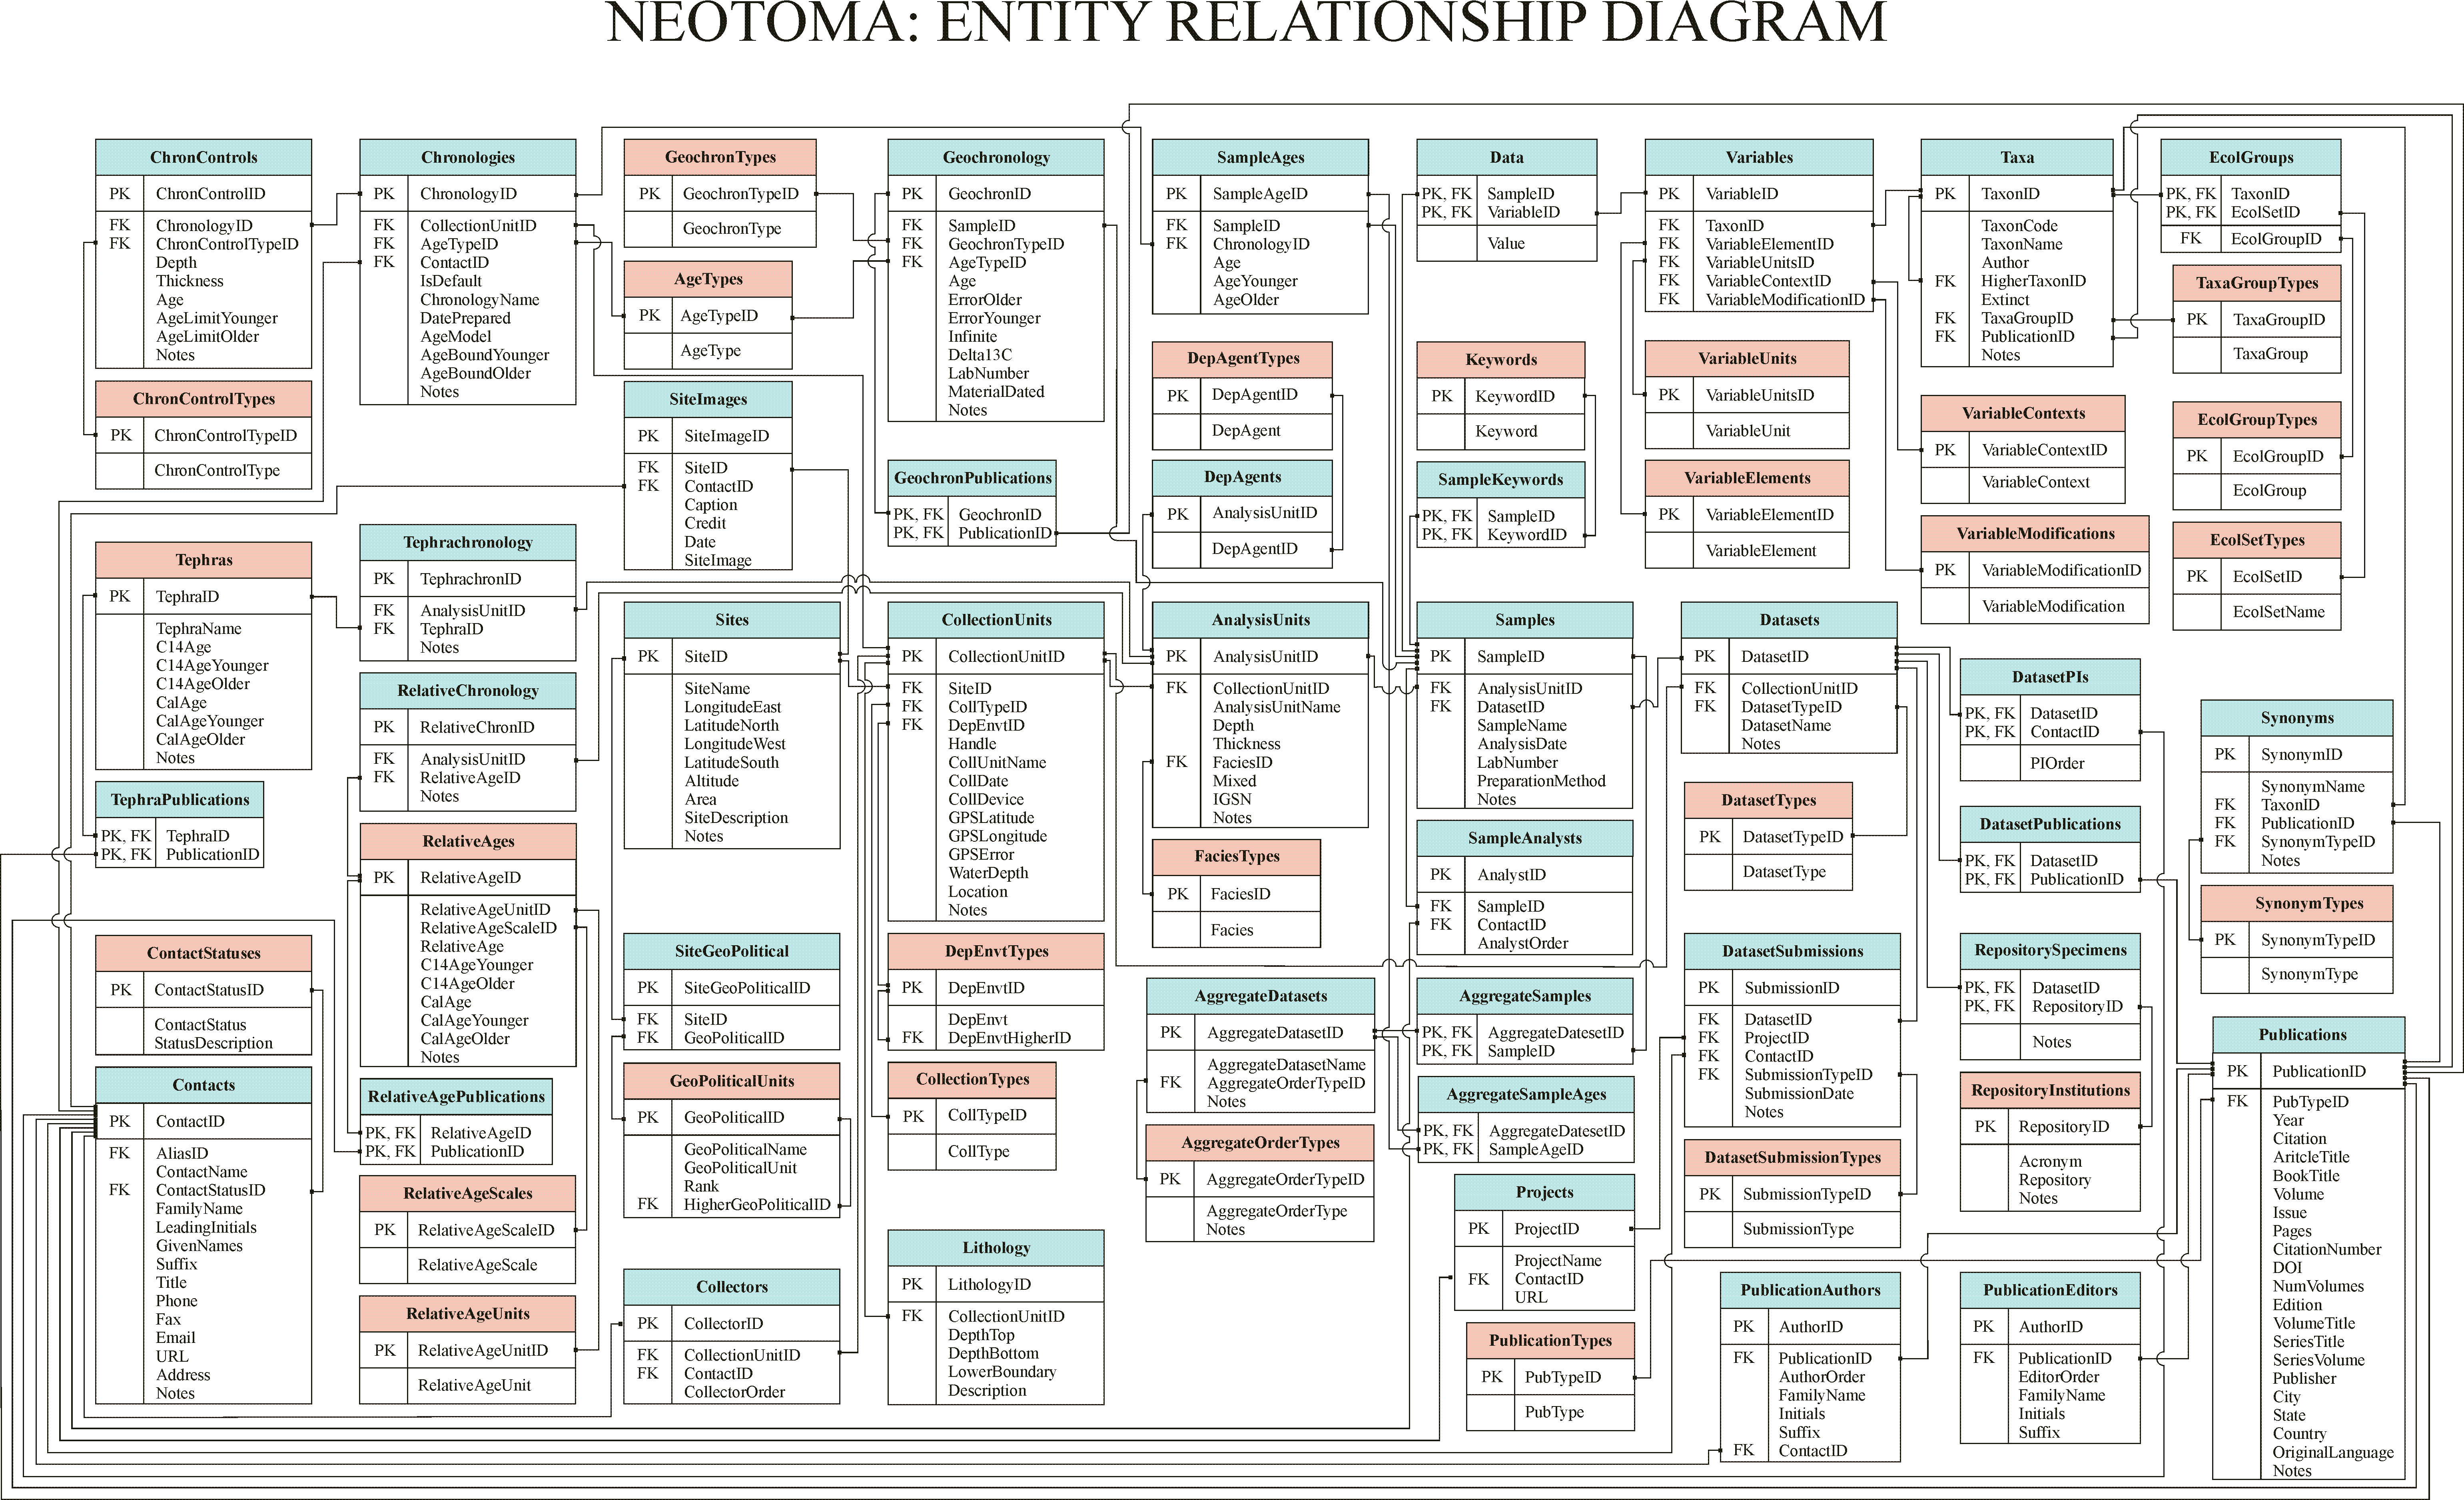 NEOTOMA: ENTITY RELATIONSHIP DIAGRAM
ChronControls
PK ChronControlID
FK ChronologyID
FK ChronControlTypeID
Depth
Thickness
Age
AgeLimitYounger
AgeLimitOlder
Notes
ChronControlTypes
PK ChronControlTypeID
ChronControlType
Tephras
PK TephraID
TephraName
C14Age
C14AgeYounger
C14AgeOlder
CalAge
CalAgeYounger
CalAgeOlder
Notes
TephraPublications
PK, FK TephraID
PK, FK PublicationID
ContactStatuses
PK ContactStatusID
ContactStatus
StatusDescription
Contacts
PK ContactID
FK AliasID
ContactName
FK ContactStatusID
FamilyName
LeadingInitials
GivenNames
Suffix
Title
Phone
Fax
Email
URL
Address
Notes
Chronologies
PK ChronologyID
FK CollectionUnitID
FK AgeTypeID
FK ContactID
IsDefault
ChronologyName
DatePrepared
AgeModel
AgeBoundYounger
AgeBoundOlder
Notes
Tephrachronology
PK TephrachronID
FK AnalysisUnitID
FK TephraID
Notes
RelativeChronology
PK RelativeChronID
FK AnalysisUnitID
FK RelativeAgeID
Notes
RelativeAges
PK RelativeAgeID
RelativeAgeUnitID
RelativeAgeScaleID
RelativeAge
C14AgeYounger
C14AgeOlder
CalAge
CalAgeYounger
CalAgeOlder
Notes
RelativeAgePublications
PK, FK RelativeAgeID
PK, FK PublicationID
RelativeAgeScales
PK RelativeAgeScaleID
RelativeAgeScale
RelativeAgeUnits
PK RelativeAgeUnitID
RelativeAgeUnit
GeochronTypes
PK GeochronTypeID
GeochronType
AgeTypes
PK AgeTypeID
AgeType
SiteImages
PK SiteImageID
FK SiteID
FK ContactID
Caption
Credit
Date
SiteImage
Sites
PK SiteID
SiteName
LongitudeEast
LatitudeNorth
LongitudeWest
LatitudeSouth
Altitude
Area
SiteDescription
Notes
SiteGeoPolitical
PK SiteGeoPoliticalID
FK SiteID
FK GeoPoliticalID
GeoPoliticalUnits
PK GeoPoliticalID
GeoPoliticalName
GeoPoliticalUnit
Rank
FK HigherGeoPoliticalID
Collectors
PK CollectorID
FK CollectionUnitID
FK ContactID
CollectorOrder
Geochronology
PK GeochronID
FK SampleID
FK GeochronTypeID
FK AgeTypeID
Age
ErrorOlder
ErrorYounger
Infinite
Delta13C
LabNumber
MaterialDated
Notes
GeochronPublications
PK, FK GeochronID
PK, FK PublicationID
CollectionUnits
PK CollectionUnitID
FK SiteID
FK CollTypeID
FK DepEnvtID
Handle
CollUnitName
CollDate
CollDevice
GPSLatitude
GPSLongitude
GPSError
WaterDepth
Location
Notes
DepEnvtTypes
PK DepEnvtID
DepEnvt
FK DepEnvtHigherID
CollectionTypes
PK CollTypeID
CollType
Lithology
PK LithologyID
FK CollectionUnitID
DepthTop
DepthBottom
LowerBoundary
Description
SampleAges
PK SampleAgeID
FK SampleID
FK ChronologyID
Age
AgeYounger
AgeOlder
DepAgentTypes
PK DepAgentID
DepAgent
DepAgents
PK AnalysisUnitID
DepAgentID
AnalysisUnits
PK AnalysisUnitID
FK CollectionUnitID
AnalysisUnitName
Depth
Thickness
FK FaciesID
Mixed
IGSN
Notes
FaciesTypes
PK FaciesID
Facies
AggregateDatasets
PK AggregateDatasetID
AggregateDatasetName
FK AggregateOrderTypeID
Notes
AggregateOrderTypes
PK AggregateOrderTypeID
AggregateOrderType
Notes
Data
PK, FK SampleID
PK, FK VariableID
Value
Keywords
PK KeywordID
Keyword
SampleKeywords
PK, FK SampleID
PK, FK KeywordID
Samples
PK SampleID
FK AnalysisUnitID
FK DatasetID
SampleName
AnalysisDate
LabNumber
PreparationMethod
Notes
SampleAnalysts
PK AnalystID
FK SampleID
FK ContactID
AnalystOrder
AggregateSamples
PK, FK AggregateDatesetID
PK, FK SampleID
AggregateSampleAges
PK, FK AggregateDatesetID
PK, FK SampleAgeID
Projects
PK ProjectID
ProjectName
FK ContactID
URL
PublicationTypes
PK PubTypeID
PubType
Variables
PK VariableID
FK TaxonID
FK VariableElementID
FK VariableUnitsID
FK VariableContextID
FK VariableModificationID
VariableUnits
PK VariableUnitsID
VariableUnit
VariableElements
PK VariableElementID
VariableElement
Datasets
PK DatasetID
FK CollectionUnitID
FK DatasetTypeID
DatasetName
Notes
DatasetTypes
PK DatasetTypeID
DatasetType
DatasetSubmissions
PK SubmissionID
FK DatasetID
FK ProjectID
FK ContactID
FK SubmissionTypeID
SubmissionDate
Notes
DatasetSubmissionTypes
PK SubmissionTypeID
SubmissionType
PublicationAuthors
PK AuthorID
FK PublicationID
AuthorOrder
FamilyName
Initials
Suffix
FK ContactID
Taxa
PK TaxonID
TaxonCode
TaxonName
Author
FK HigherTaxonID
Extinct
FK TaxaGroupID
FK PublicationID
Notes
VariableContexts
PK VariableContextID
VariableContext
VariableModifications
PK VariableModificationID
VariableModification
DatasetPIs
PK, FK DatasetID
PK, FK ContactID
PIOrder
DatasetPublications
PK, FK DatasetID
PK, FK PublicationID
RepositorySpecimens
PK, FK DatasetID
PK, FK RepositoryID
Notes
RepositoryInstitutions
PK RepositoryID
Acronym
Repository
Notes
PublicationEditors
PK AuthorID
FK PublicationID
EditorOrder
FamilyName
Initials
Suffix
EcolGroups
PK, FK TaxonID
PK, FK EcolSetID
FK EcolGroupID
TaxaGroupTypes
PK TaxaGroupID
TaxaGroup
EcolGroupTypes
PK EcolGroupID
EcolGroup
EcolSetTypes
PK EcolSetID
EcolSetName
Synonyms
PK SynonymID
SynonymName
FK TaxonID
FK PublicationID
FK SynonymTypeID
Notes
SynonymTypes
PK SynonymTypeID
SynonymType
Publications
PK PublicationID
FK PubTypeID
Year
Citation
AritcleTitle
BookTitle
Volume
Issue
Pages
CitationNumber
DOI
NumVolumes
Edition
VolumeTitle
SeriesTitle
SeriesVolume
Publisher
City
State
Country
OriginalLanguage
Notes